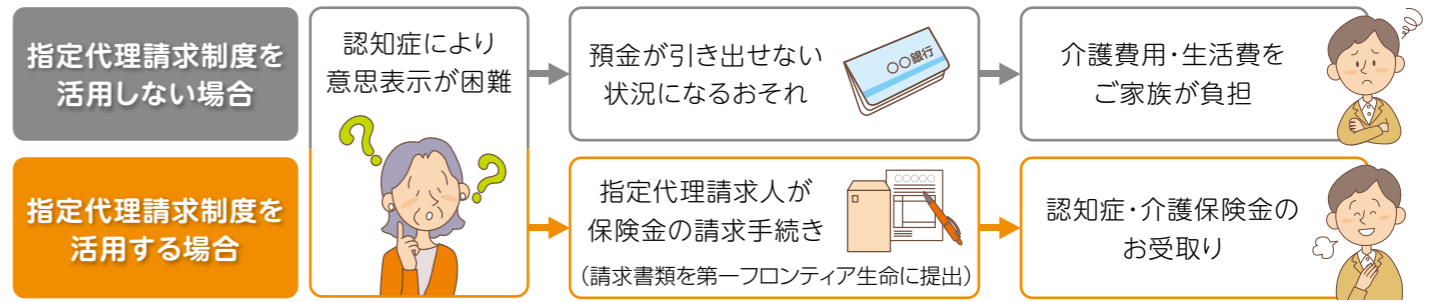 指定代理請求制度を
活用しない場合
認知症により
意思表示が困難
預金が引き出せない
状況になるおそれ
〇〇銀行
介護費用・生活費を
ご家族が負担
指定代理請求制度を
活用する場合
指定代理請求人が
保険金の請求手続き
(請求書類を第一フロンティア生命に提出)
〇〇〇〇〇
認知症・介護保険金の
お受取り